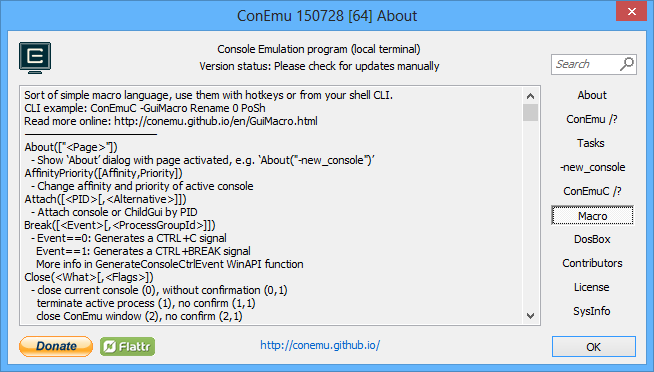 ConEmu 150728 [64] About
Console Emulation program (local terminal)
Version status: Please check for updates manually
Search
Sort of simple macro language, use them with hotkeys or from your shell CLI.
CLI example: ConEmuC -GuiMacro Rename 0 PoSh
Read more online: http://conemu.github.io/en/GuiMacro.html
--------------------------
About(["<Page>"])
- Show ‘About’ dialog with page activated, e.g. ‘About("-new_console")’
AffinityPriority([Affinity,Priority])
- Change affinity and priority of active console
Attach([<PID>[,<Alternative>]])
- Attach console or ChildGui by PID
Break([<Event>[,<ProcessGroupId>]])
- Event==0: Generates a CTRL+C signal
Event==1: Generates a CTRL+BREAK signal
More info in GenerateConsoleCtrlEvent WinAPI function
Close(<What>[,<Flags>])
- close current console (0), without confirmation (0,1)
terminate active process (1), no confirm (1,1)
close ConEmu window (2), no confirm (2,1)
About
ConEmu /?
Tasks
-new_console
ConEmuC /?
Macro
DosBox
Contributors
License
SysInfo
Donate
Flattr
http://conemu.github.io/
OK